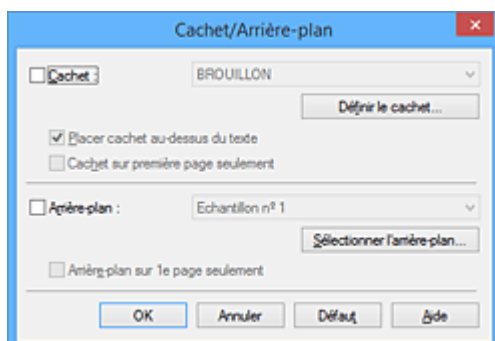 Cachet/Arrière-plan
Cachet : BROUILLON
Définir le cachet...
Placer cachet au-dessus du texte
Cachet sur première page seulement
Arrière-plan : Echantillon nº 1
Sélectionner l'arrière-plan...
Arrière-plan sur 1e page seulement
OK Annuler Défaut Aide